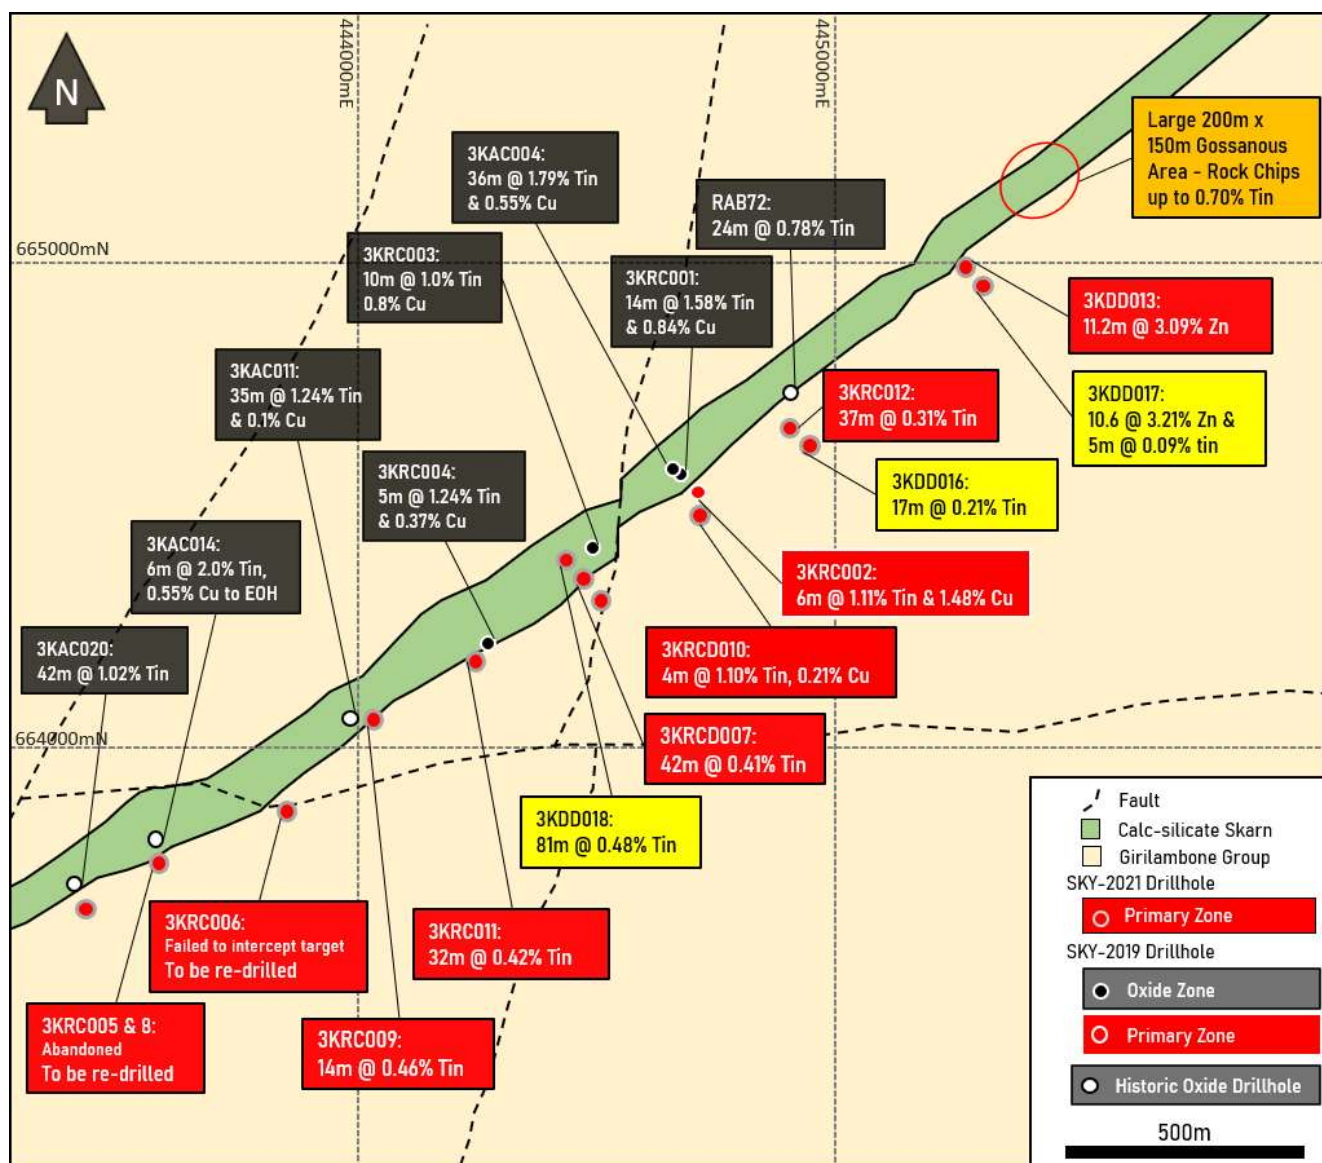 N
444000mE
445000mE
665000mN
664000mN
Large 200m x
150m Gossanous
Area - Rock Chips
up to 0.70% Tin
3KAC004:
36m @ 1.79% Tin
& 0.55% Cu
RAB72:
24m @ 0.78% Tin
3KRC003:
10m @ 1.0% Tin
0.8% Cu
3KRC001:
14m @ 1.58% Tin
& 0.84% Cu
3KDD013:
11.2m @ 3.09% Zn
3KAC011:
35m @ 1.24% Tin
& 0.1% Cu
3KRC012:
37m @ 0.31% Tin
3KDD017:
10.6 @ 3.21% Zn &
5m @ 0.09% tin
3KRC004:
5m @ 1.24% Tin
& 0.37% Cu
3KDD016:
17m @ 0.21% Tin
3KAC014:
6m @ 2.0% Tin,
0.55% Cu to EOH
3KRC002:
6m @ 1.11% Tin & 1.48% Cu
3KAC020:
42m @ 1.02% Tin
3KRCD010:
4m @ 1.10% Tin, 0.21% Cu
3KRCD007:
42m @ 0.41% Tin
3KDD018:
81m @ 0.48% Tin
3KRC006:
Failed to intercept target
To be re-drilled
3KRC011:
32m @ 0.42% Tin
3KRC005 & 8:
Abandoned
To be re-drilled
3KRC009:
14m @ 0.46% Tin
Fault
Calc-silicate Skarn
Girilambone Group
SKY-2021 Drillhole
Primary Zone
SKY-2019 Drillhole
Oxide Zone
Primary Zone
Historic Oxide Drillhole
500m